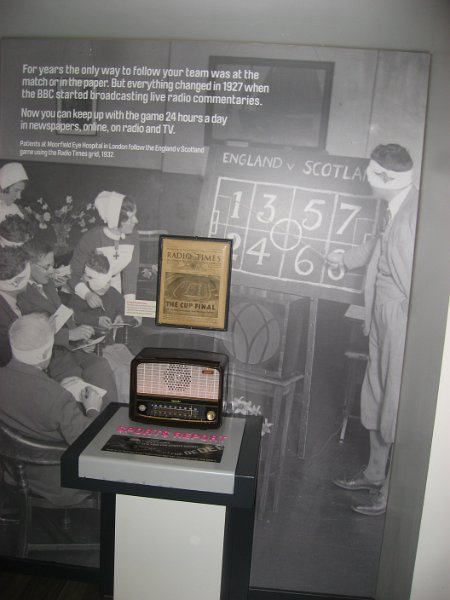 For years the only way to follow your team was at the
match or in the paper. But everything changed in 1927 when
the BBC started broadcasting live radio commentaries.
Now you can keep up with the game 24 hours a day
in newspapers, online, on radio and TV.
Patients at Moorfield Eye Hospital in London follow the England v Scotland
game using the Radio Times grid, 1932.
ENGLAND v SCOTLAND
1 3 5 7
2 4 6 8
RADIO TIMES
THE CUP FINAL
SPORTS REPORT